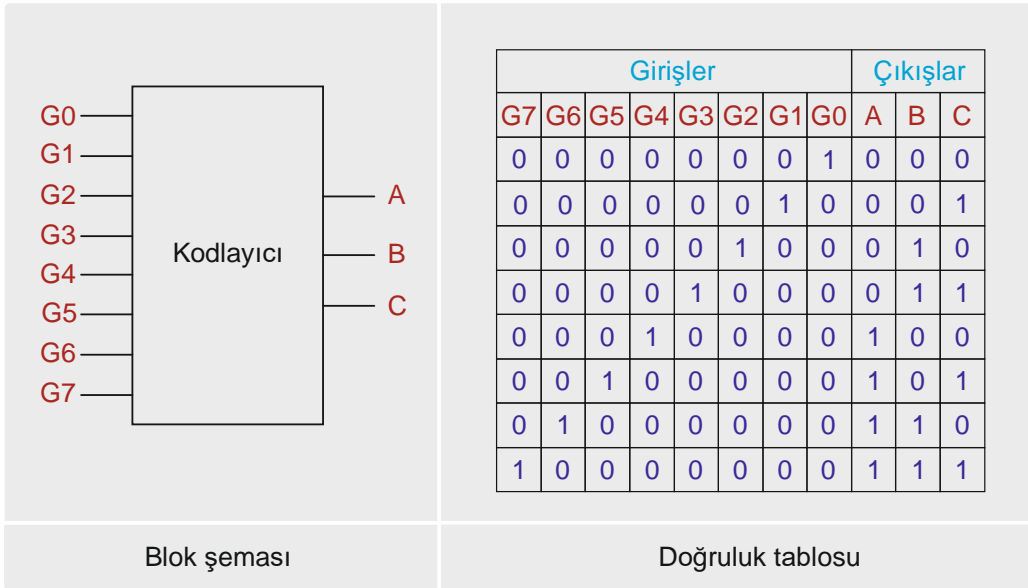 G0
G1
G2
G3
G4
G5
G6
G7
Kodlayıcı
A
B
C
Girişler Çıkışlar
G7 G6 G5 G4 G3 G2 G1 G0 A B C
0 0 0 0 0 0 0 1 0 0 0
0 0 0 0 0 0 1 0 0 0 1
0 0 0 0 0 1 0 0 0 1 0
0 0 0 0 1 0 0 0 0 1 1
0 0 0 1 0 0 0 0 1 0 0
0 0 1 0 0 0 0 0 1 0 1
0 1 0 0 0 0 0 0 1 1 0
1 0 0 0 0 0 0 0 1 1 1
Blok şeması
Doğruluk tablosu